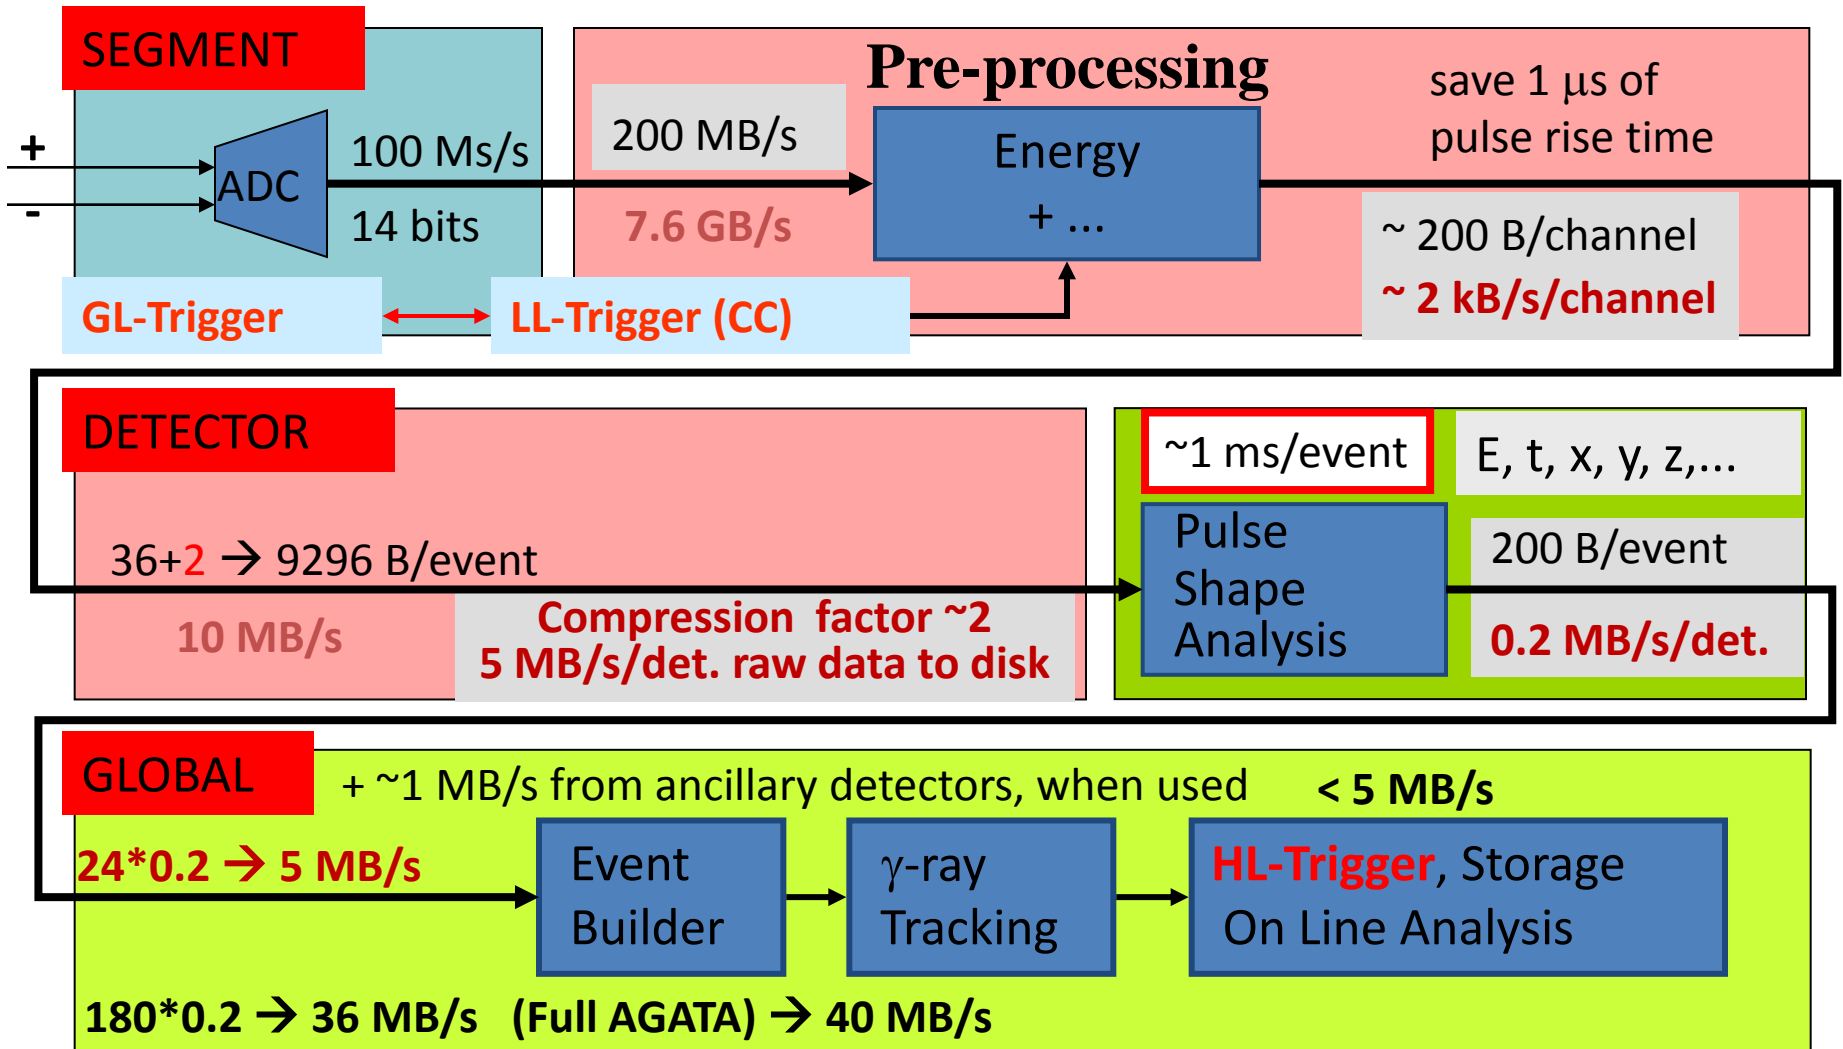 SEGMENT
Pre-processing
save 1 μs of
pulse rise time
+
-
ADC
100 Ms/s
14 bits
200 MB/s
7.6 GB/s
Energy
+ ...
~ 200 B/channel
~ 2 kB/s/channel
GL-Trigger
LL-Trigger (CC)
DETECTOR
36+2 → 9296 B/event
10 MB/s
Compression factor ~2
5 MB/s/det. raw data to disk
~1 ms/event
E, t, x, y, z,...
Pulse
Shape
Analysis
200 B/event
0.2 MB/s/det.
GLOBAL
+ ~1 MB/s from ancillary detectors, when used
< 5 MB/s
24*0.2 → 5 MB/s
Event
Builder
γ-ray
Tracking
HL-Trigger, Storage
On Line Analysis
180*0.2 → 36 MB/s (Full AGATA) → 40 MB/s